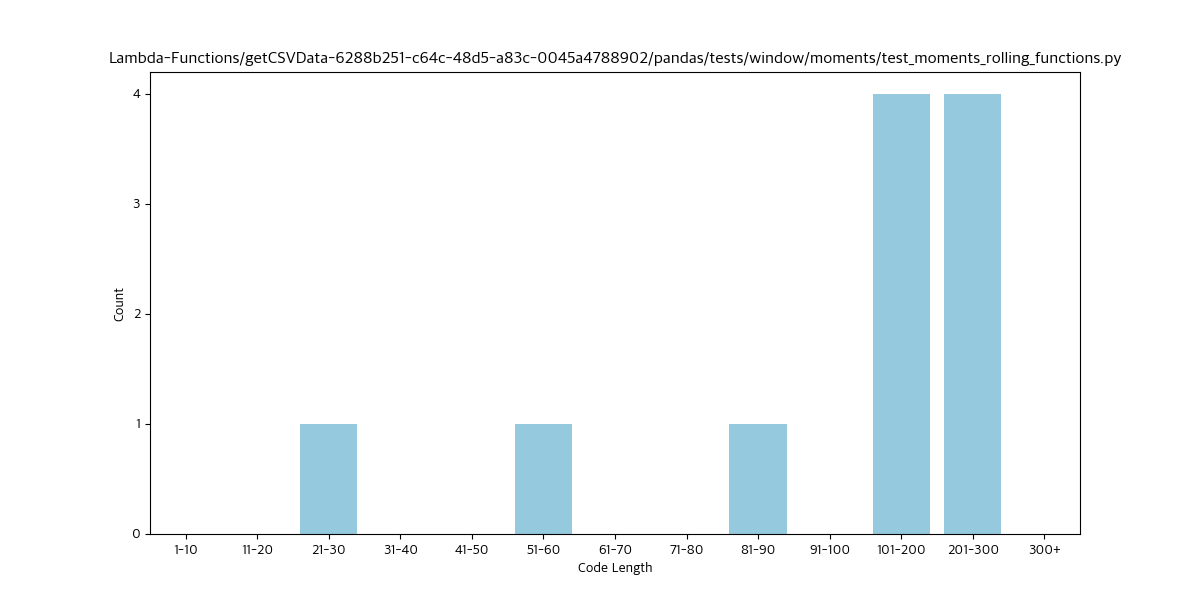 Lambda-Functions/getCSVData-6288b251-c64c-48d5-a83c-0045a4788902/pandas/tests/window/moments/test_moments_rolling_functions.py
4
3
2
1
0
Count
1-10 11-20 21-30 31-40 41-50 51-60 61-70 71-80 81-90 91-100 101-200 201-300 300+
Code Length